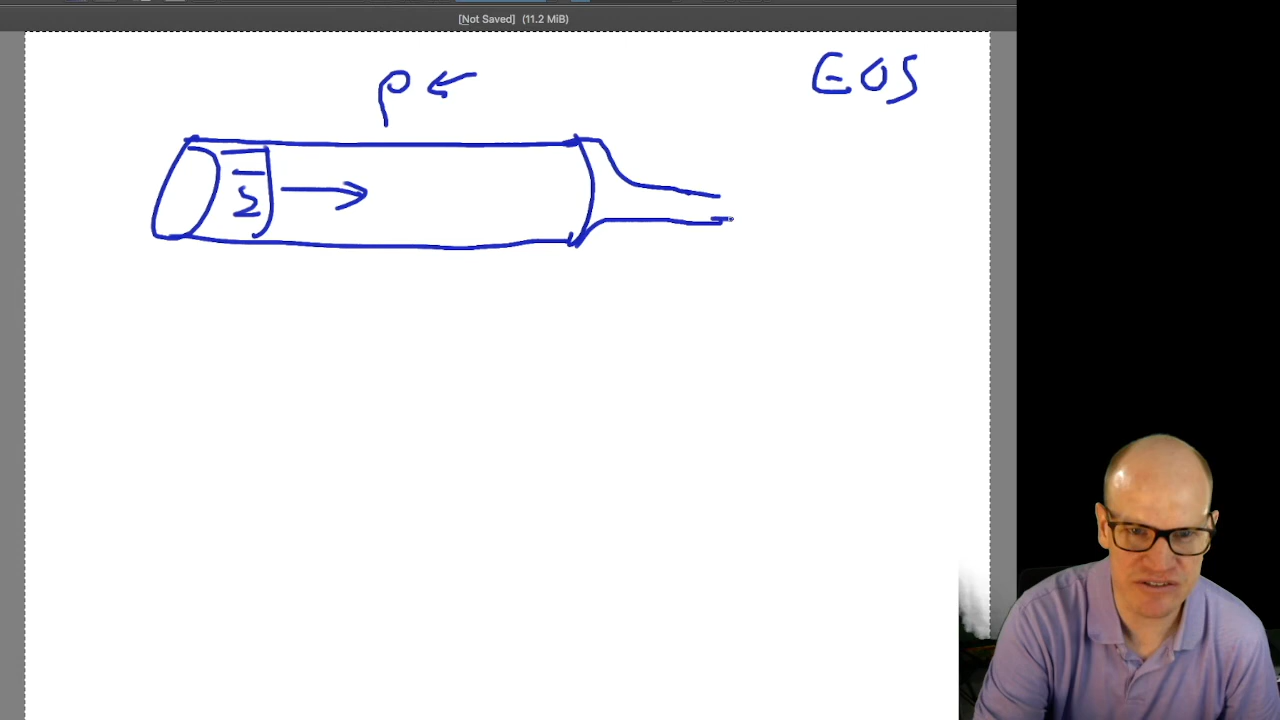 [Not Saved] (11.2 MiB)
ρ ← EOS